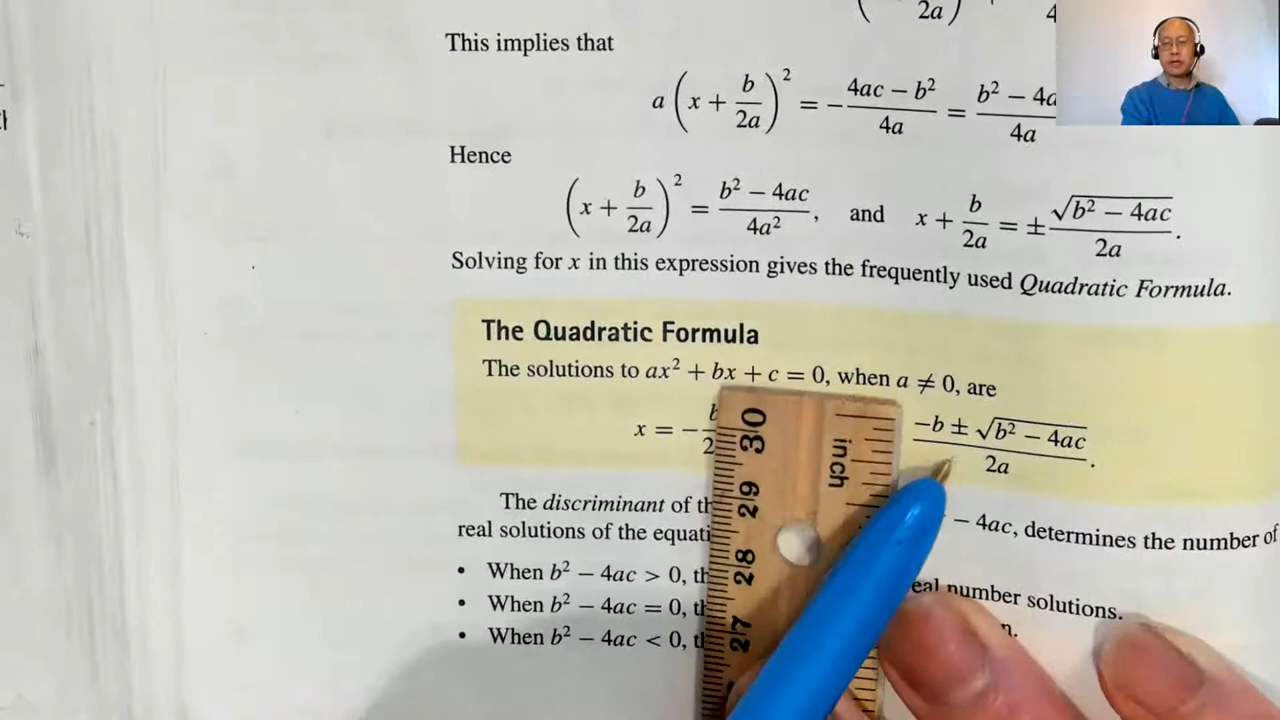 2a) 4
This implies that
a(x + b/2a)² = − 4ac − b²/4a = b² − 4a/4a
Hence
(x + b/2a)² = b² − 4ac/4a², and x + b/2a = ± √b² − 4ac/2a.
Solving for x in this expression gives the frequently used Quadratic Formula.
The Quadratic Formula
The solutions to ax² + bx + c = 0, when a ≠ 0, are
x = − b/2 −b ± √b² − 4ac/2a.
The discriminant of − 4ac, determines the number of
real solutions of the
• When b² − 4ac > 0, number solutions.
• When b² − 4ac = 0,
• When b² − 4ac < 0,
30 inch
29
28
27